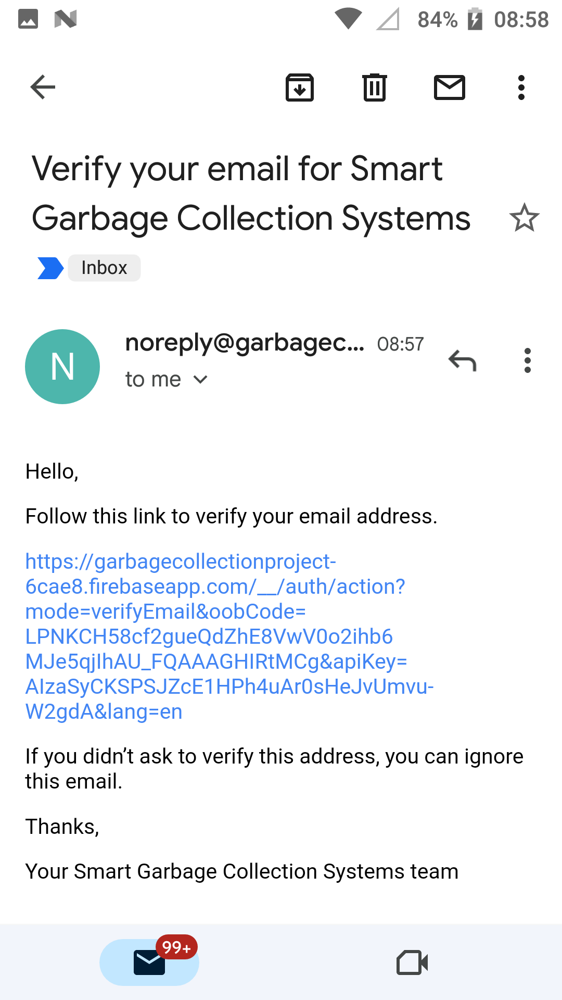 84% 08:58
Verify your email for Smart
Garbage Collection Systems
Inbox
N
noreply@garbagec... 08:57
to me
Hello,
Follow this link to verify your email address.
https://garbagecollectionproject-
6cae8.firebaseapp.com/__/auth/action?
mode=verifyEmail&oobCode=
LPNKCH58cf2gueQdZhE8VwV0o2ihb6
MJe5qjIhAU_FQAAAGHIRtMCg&apiKey=
AIzaSyCKSPSJZcE1HPh4uAr0sHeJvUmvu-
W2gdA&lang=en
If you didn’t ask to verify this address, you can ignore
this email.
Thanks,
Your Smart Garbage Collection Systems team
99+